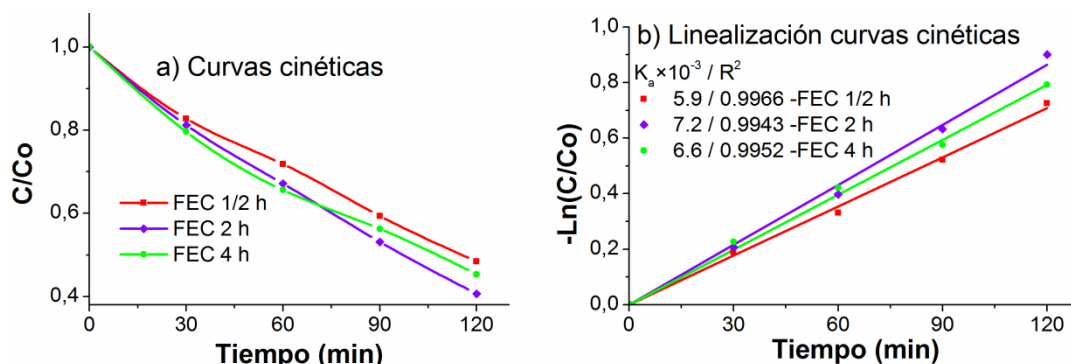 a) Curvas cinéticas
C/Co
1,0
0,8
0,6
0,4
FEC 1/2 h
FEC 2 h
FEC 4 h
0 30 60 90 120
Tiempo (min)
b) Linealización curvas cinéticas
-Ln(C/Co)
1,0
0,8
0,6
0,4
0,2
0,0
Kₐ×10⁻³ / R²
5.9 / 0.9966 -FEC 1/2 h
7.2 / 0.9943 -FEC 2 h
6.6 / 0.9952 -FEC 4 h
0 30 60 90 120
Tiempo (min)